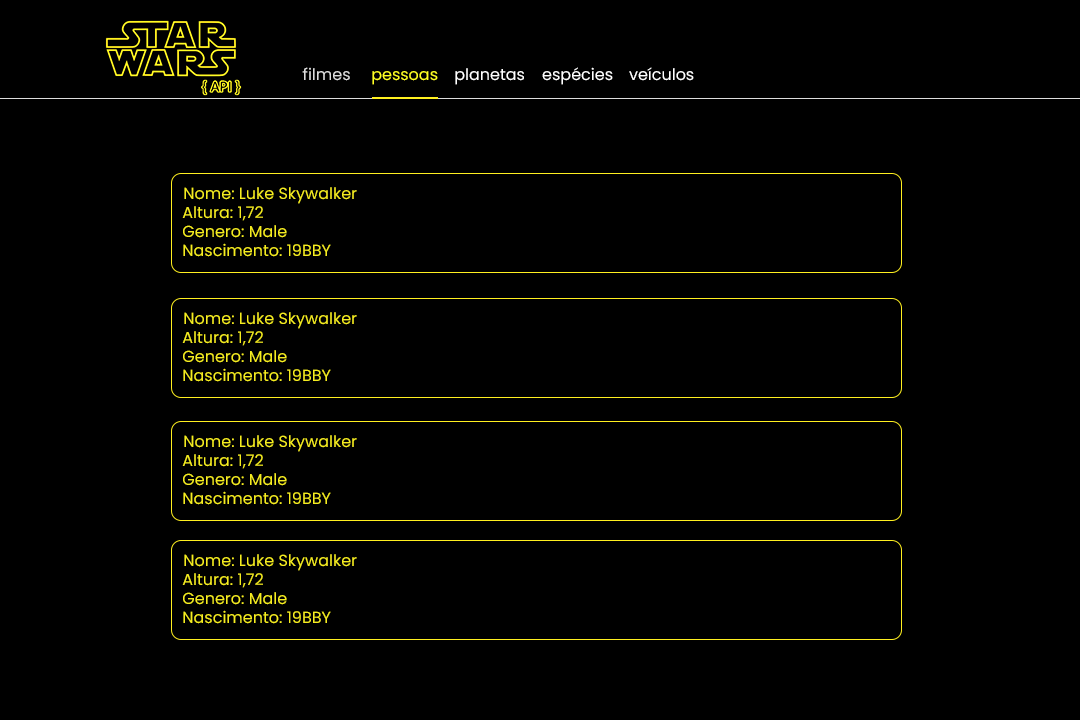 STAR
WARS
{ API }
filmes pessoas planetas espécies veículos
Nome: Luke Skywalker
Altura: 1,72
Genero: Male
Nascimento: 19BBY
Nome: Luke Skywalker
Altura: 1,72
Genero: Male
Nascimento: 19BBY
Nome: Luke Skywalker
Altura: 1,72
Genero: Male
Nascimento: 19BBY
Nome: Luke Skywalker
Altura: 1,72
Genero: Male
Nascimento: 19BBY